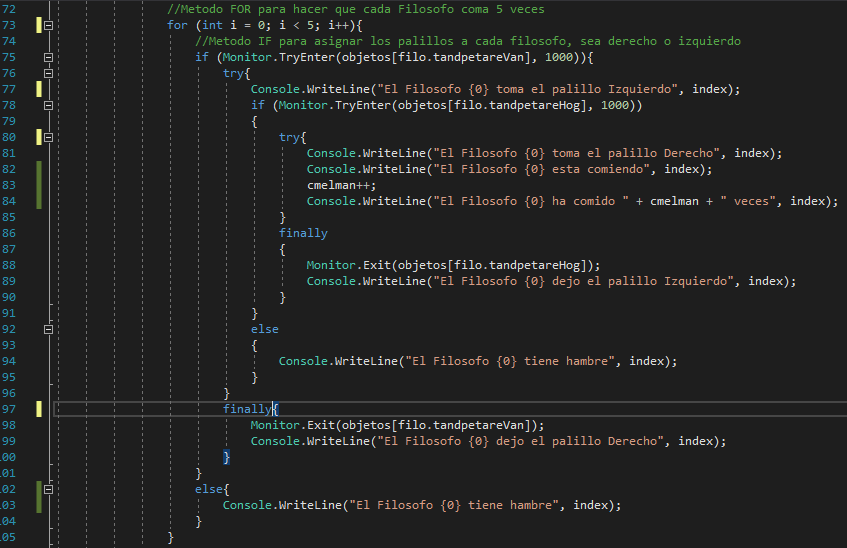 72 //Metodo FOR para hacer que cada Filosofo coma 5 veces
73 for (int i = 0; i < 5; i++){
74 //Metodo IF para asignar los palillos a cada filosofo, sea derecho o izquierdo
75 if (Monitor.TryEnter(objetos[filo.tandpetareVan], 1000)){
76 try{
77 Console.WriteLine("El Filosofo {0} toma el palillo Izquierdo", index);
78 if (Monitor.TryEnter(objetos[filo.tandpetareHog], 1000))
79 {
80 try{
81 Console.WriteLine("El Filosofo {0} toma el palillo Derecho", index);
82 Console.WriteLine("El Filosofo {0} esta comiendo", index);
83 cmelman++;
84 Console.WriteLine("El Filosofo {0} ha comido " + cmelman + " veces", index);
85 }
86 finally
87 {
88 Monitor.Exit(objetos[filo.tandpetareHog]);
89 Console.WriteLine("El Filosofo {0} dejo el palillo Izquierdo", index);
90 }
91 }
92 else
93 {
94 Console.WriteLine("El Filosofo {0} tiene hambre", index);
95 }
96 }
97 finally{
98 Monitor.Exit(objetos[filo.tandpetareVan]);
99 Console.WriteLine("El Filosofo {0} dejo el palillo Derecho", index);
100 }
101 }
102 else{
103 Console.WriteLine("El Filosofo {0} tiene hambre", index);
104 }
105 }